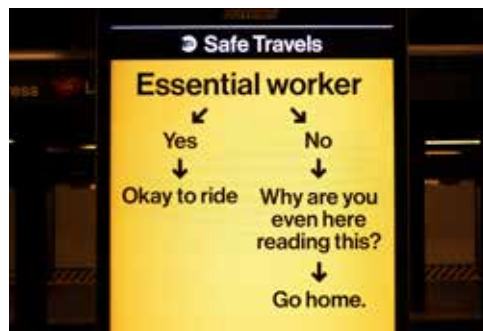 Safe Travels
Essential worker
Yes
No
Okay to ride
Why are you
even here
reading this?
Go home.